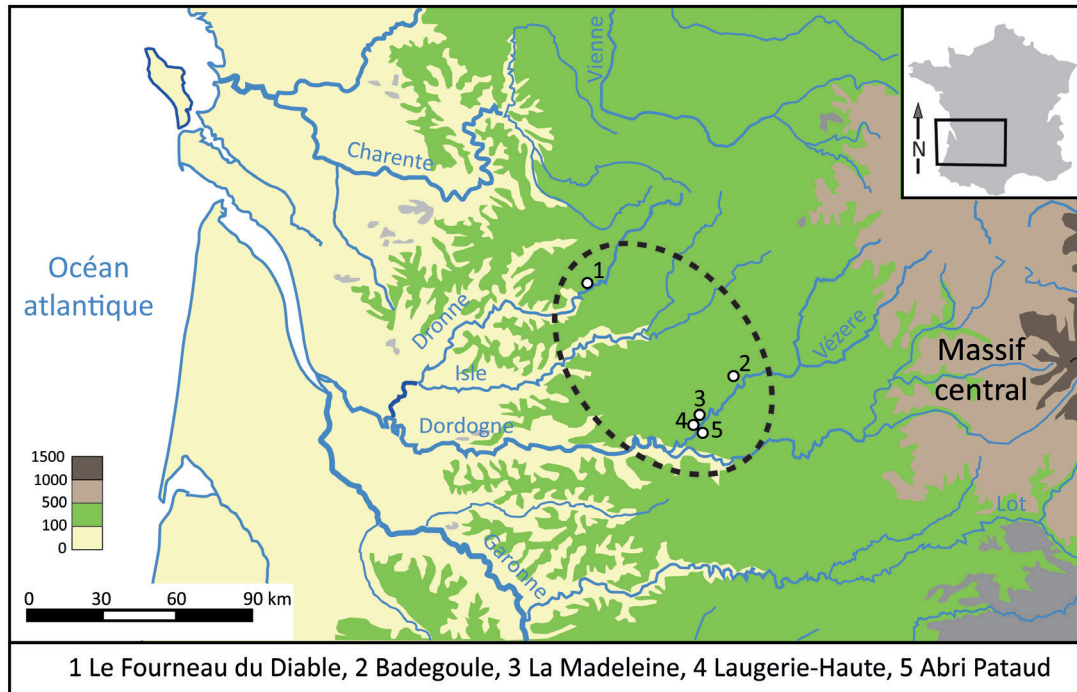 Vienne
N
Charente
Océan
atlantique
1
Dronne
Isle
2
Vézere
Massif
central
3
4
5
Dordogne
1500
1000
500
100
0
Lot
Garonne
0 30 60 90 km
1 Le Fourneau du Diable, 2 Badegoule, 3 La Madeleine, 4 Laugerie-Haute, 5 Abri Pataud